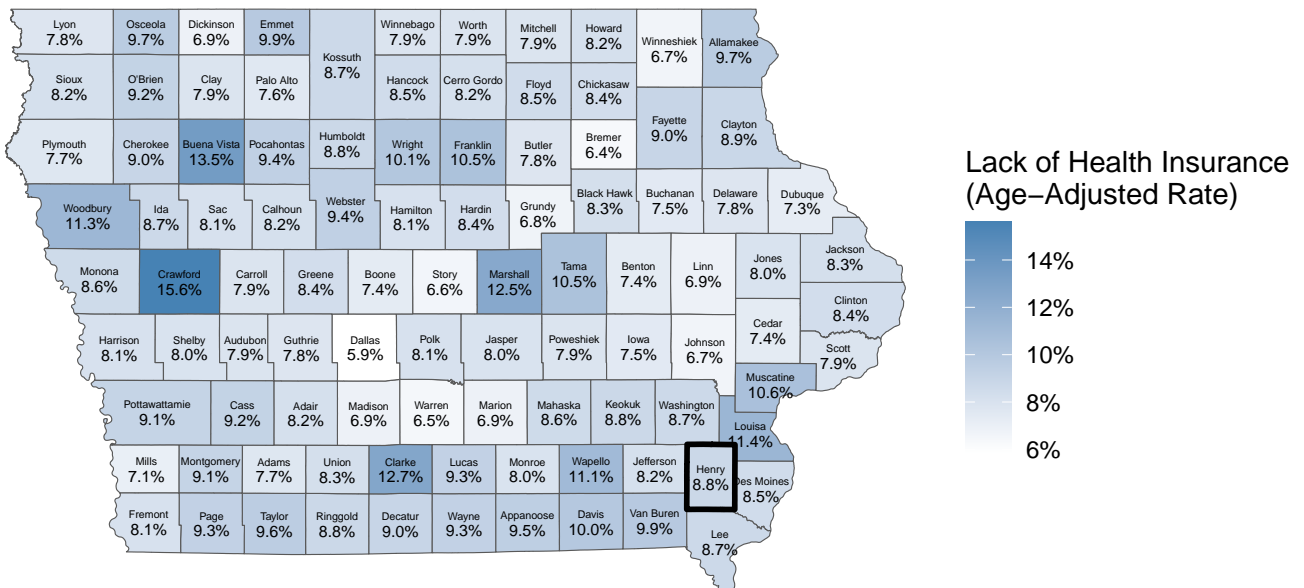 Lyon Osceola Dickinson Emmet Winnebago Worth Mitchell Howard Winneshiek Allamakee
7.8% 9.7% 6.9% 9.9% 7.9% 7.9% 7.9% 8.2% 6.7% 9.7%
Kossuth
8.7%
Sioux O'Brien Clay Palo Alto Hancock Cerro Gordo Floyd Chickasaw
8.2% 9.2% 7.9% 7.6% 8.5% 8.2% 8.5% 8.4%
Fayette Clayton
9.0% 8.9%
Plymouth Cherokee Buena Vista Pocahontas Humboldt Wright Franklin Butler Bremer
7.7% 9.0% 13.5% 9.4% 8.8% 10.1% 10.5% 7.8% 6.4%
Woodbury Ida Sac Calhoun Webster Hamilton Hardin Grundy Black Hawk Buchanan Delaware Dubuque
11.3% 8.7% 8.1% 8.2% 9.4% 8.1% 8.4% 6.8% 8.3% 7.5% 7.8% 7.3%
Monona Crawford Carroll Greene Boone Story Marshall Tama Benton Linn Jones Jackson
8.6% 15.6% 7.9% 8.4% 7.4% 6.6% 12.5% 10.5% 7.4% 6.9% 8.0% 8.3%
Clinton
8.4%
Harrison Shelby Audubon Guthrie Dallas Polk Jasper Poweshiek Iowa Johnson Cedar Scott
8.1% 8.0% 7.9% 7.8% 5.9% 8.1% 8.0% 7.9% 7.5% 6.7% 7.4% 7.9%
Muscatine
10.6%
Pottawattamie Cass Adair Madison Warren Marion Mahaska Keokuk Washington Louisa
9.1% 9.2% 8.2% 6.9% 6.5% 6.9% 8.6% 8.8% 8.7% 11.4%
Mills Montgomery Adams Union Clarke Lucas Monroe Wapello Jefferson Henry Des Moines
7.1% 9.1% 7.7% 8.3% 12.7% 9.3% 8.0% 11.1% 8.2% 8.8% 8.5%
Fremont Page Taylor Ringgold Decatur Wayne Appanoose Davis Van Buren Lee
8.1% 9.3% 9.6% 8.8% 9.0% 9.3% 9.5% 10.0% 9.9% 8.7%
Lack of Health Insurance
(Age−Adjusted Rate)
14%
12%
10%
8%
6%